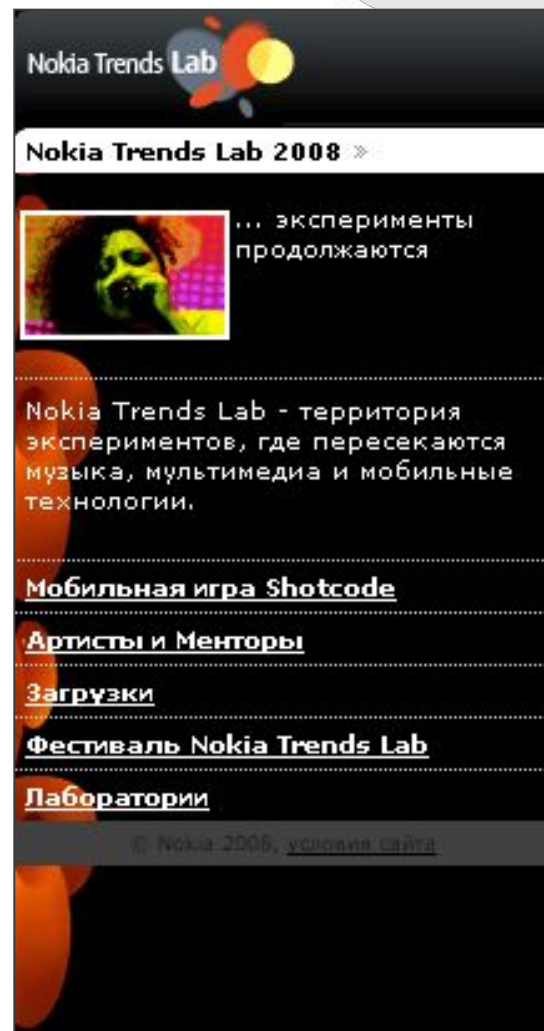 Nokia Trends Lab
Nokia Trends Lab 2008 »
... эксперименты
продолжаются
Nokia Trends Lab - территория
экспериментов, где пересекаются
музыка, мультимедиа и мобильные
технологии.
Мобильная игра Shotcode
Артисты и Менторы
Загрузки
Фестиваль Nokia Trends Lab
Лаборатории
© Nokia 2006, условия сайта